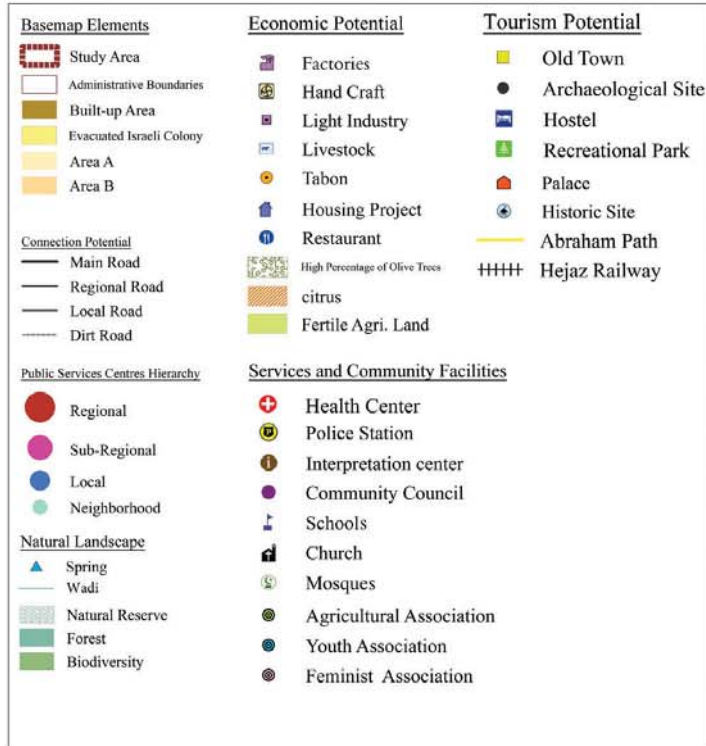 Basemap Elements
Study Area
Administrative Boundaries
Built-up Area
Evacuated Israeli Colony
Area A
Area B
Connection Potential
Main Road
Regional Road
Local Road
Dirt Road
Public Services Centres Hierarchy
Regional
Sub-Regional
Local
Neighborhood
Natural Landscape
Spring
Wadi
Natural Reserve
Forest
Biodiversity
Economic Potential
Factories
Hand Craft
Light Industry
Livestock
Tabon
Housing Project
Restaurant
High Percentage of Olive Trees
citrus
Fertile Agri. Land
Services and Community Facilities
Health Center
Police Station
Interpretation center
Community Council
Schools
Church
Mosques
Agricultural Association
Youth Association
Feminist Association
Tourism Potential
Old Town
Archaeological Site
Hostel
Recreational Park
Palace
Historic Site
Abraham Path
Hejaz Railway